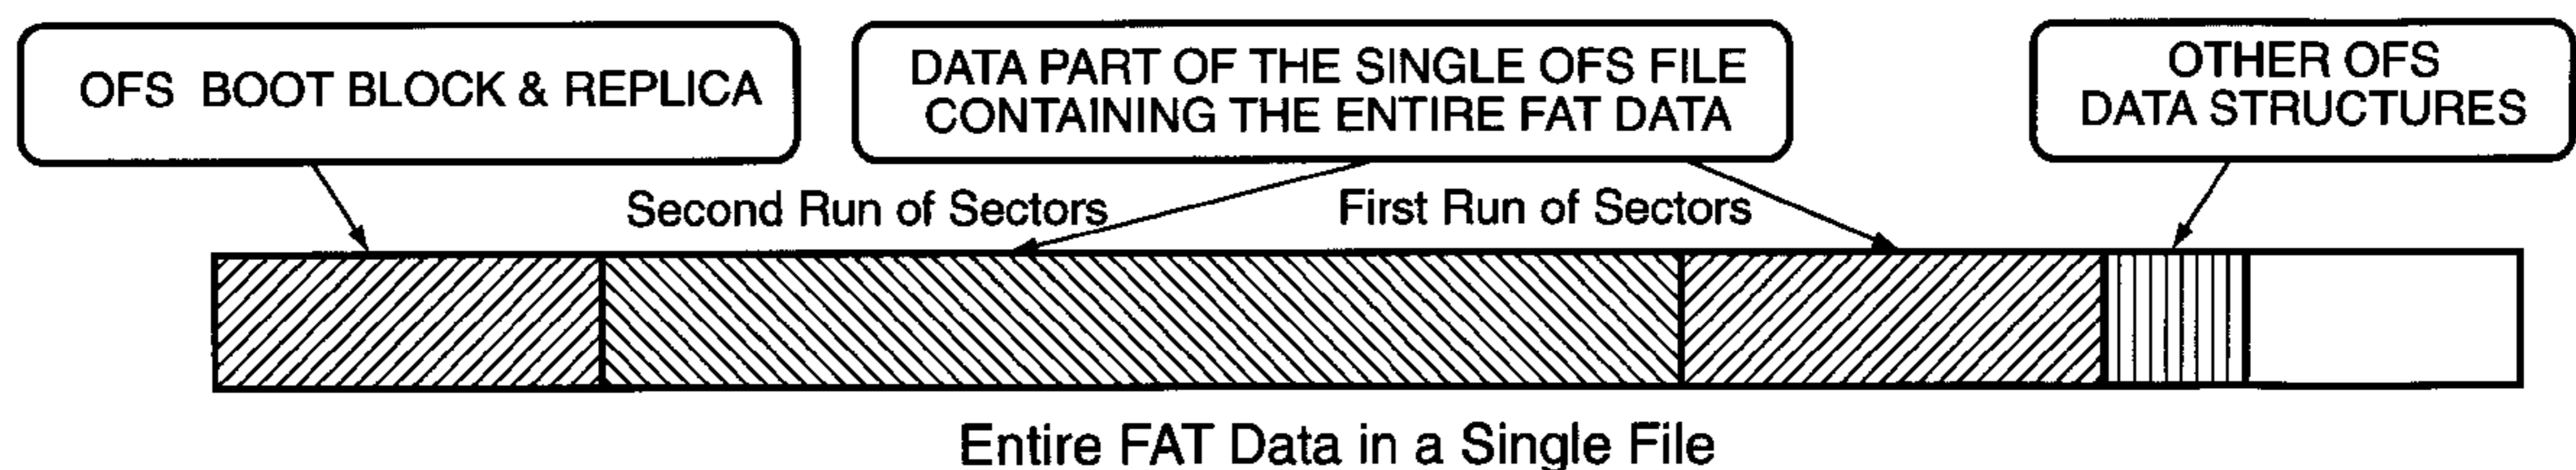 OFS BOOT BLOCK & REPLICA
DATA PART OF THE SINGLE OFS FILE
CONTAINING THE ENTIRE FAT DATA
OTHER OFS
DATA STRUCTURES
Second Run of Sectors
First Run of Sectors
Entire FAT Data in a Single File